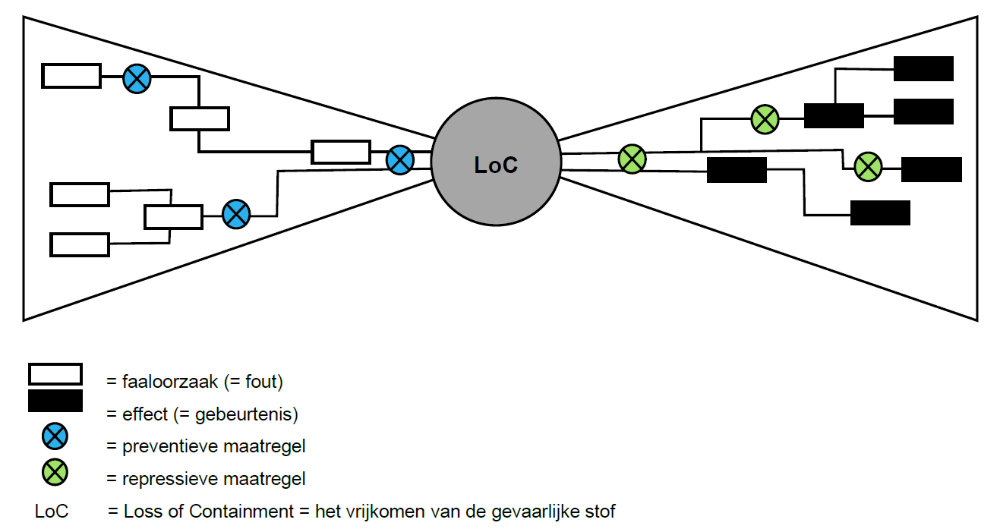 LoC
= faaloorzaak (= fout)
= effect (= gebeurtenis)
= preventieve maatregel
= repressieve maatregel
LoC = Loss of Containment = het vrijkomen van de gevaarlijke stof